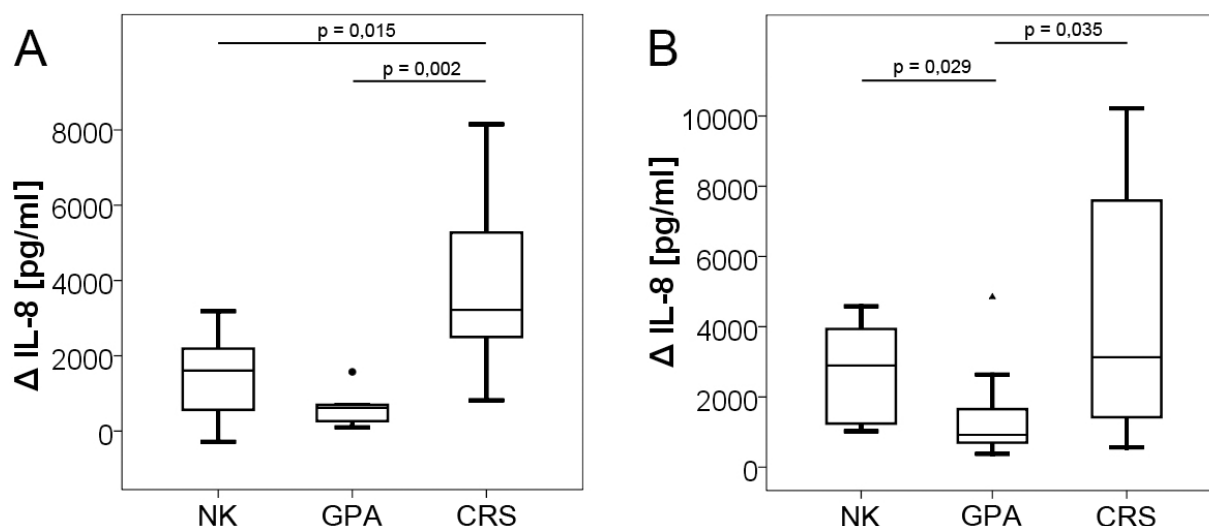 A
p = 0,015
p = 0,002
Δ IL-8 [pg/ml]
8000
6000
4000
2000
0
NK GPA CRS
B
p = 0,035
p = 0,029
Δ IL-8 [pg/ml]
10000
8000
6000
4000
2000
0
NK GPA CRS